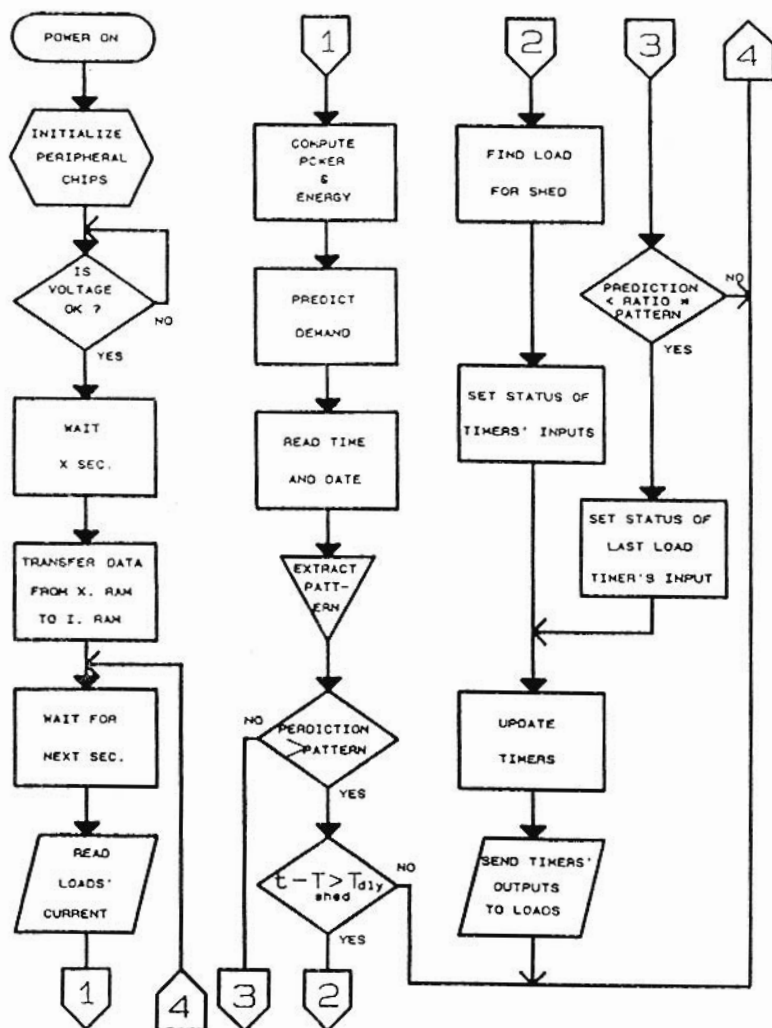 POWER ON
INITIALIZE
PERIPHERAL
CHIPS
IS
VOLTAGE
OK ?
NO
YES
WAIT
X SEC.
TRANSFER DATA
FROM X. RAM
TO I. RAM
WAIT FOR
NEXT SEC.
READ
LOADS'
CURRENT
1
4
1
COMPUTE
POWER
&
ENERGY
PREDICT
DEMAND
READ TIME
AND DATE
EXTRACT
PATT-
ERN
NO
PERDICTION
> PATTERN
YES
t-Tshed>Tdly
NO
YES
3
2
2
FIND LOAD
FOR SHED
SET STATUS OF
TIMERS' INPUTS
UPDATE
TIMERS
SEND TIMERS'
OUTPUTS
TO LOADS
3
PREDICTION
< RATIO *
PATTERN
NO
YES
SET STATUS OF
LAST LOAD
TIMER'S INPUT
4